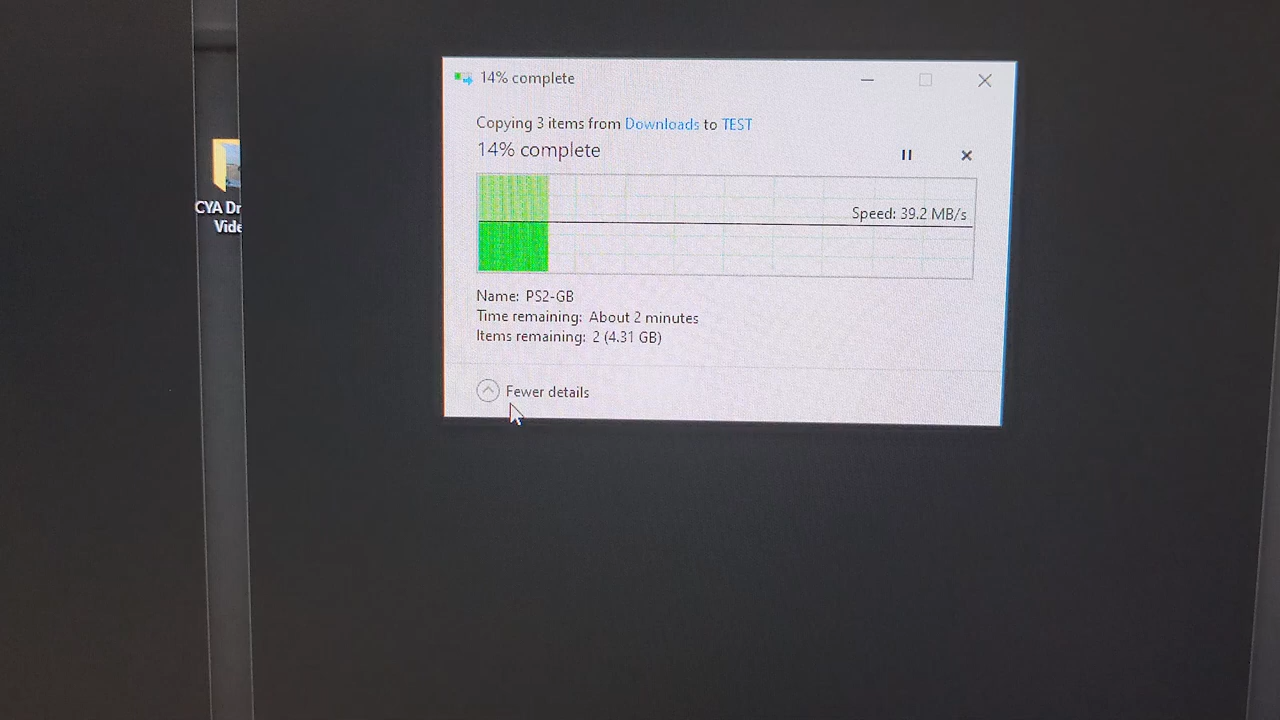 14% complete
Copying 3 items from Downloads to TEST
14% complete
Speed: 39.2 MB/s
Name: PS2-GB
Time remaining: About 2 minutes
Items remaining: 2 (4.31 GB)
Fewer details
CYA Dr
Vide